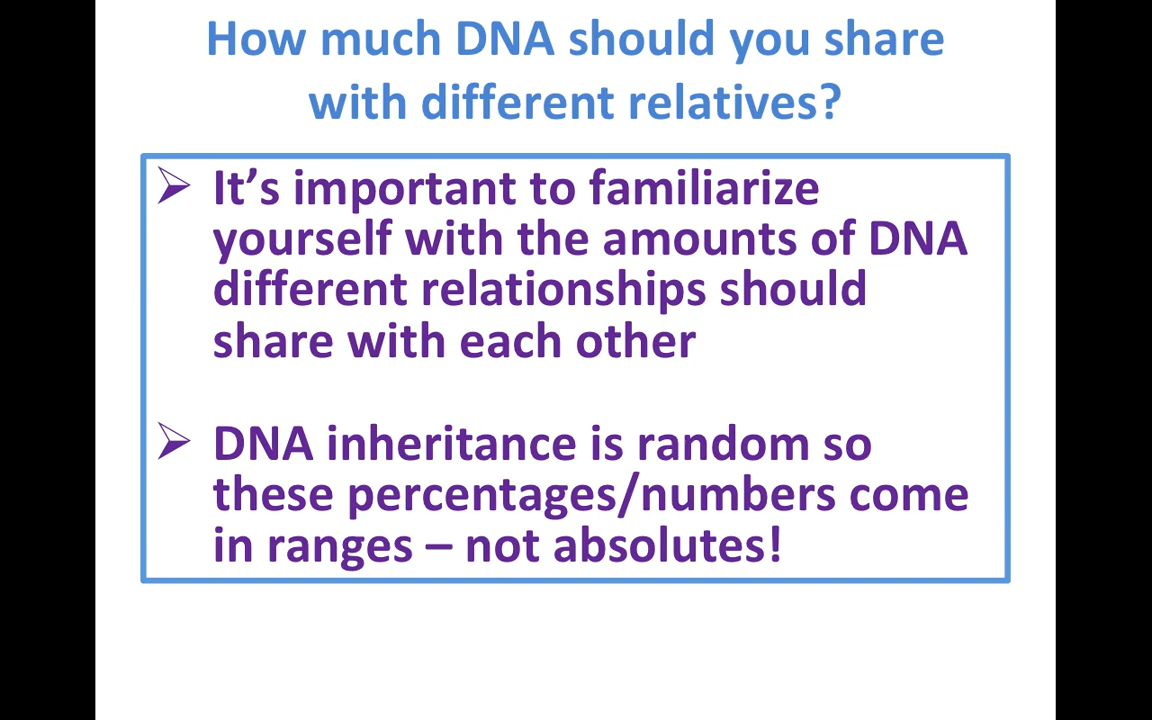 How much DNA should you share
with different relatives?
➢ It’s important to familiarize
yourself with the amounts of DNA
different relationships should
share with each other
➢ DNA inheritance is random so
these percentages/numbers come
in ranges – not absolutes!